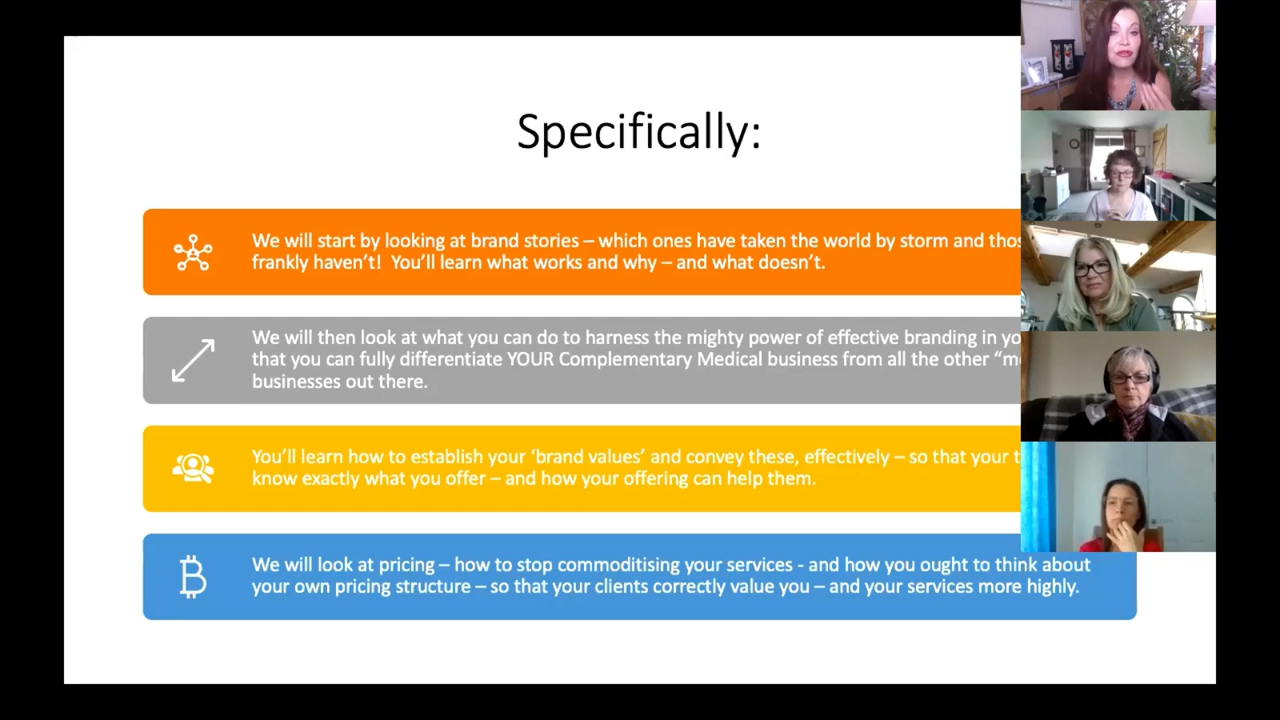 Specifically:
We will start by looking at brand stories – which ones have taken the world by storm and
frankly haven’t!  You’ll learn what works and why – and what doesn’t.
We will then look at what you can do to harness the mighty power of effective branding in
that you can fully differentiate YOUR Complementary Medical business from all the other
businesses out there.
You’ll learn how to establish your ‘brand values’ and convey these, effectively – so that your
know exactly what you offer – and how your offering can help them.
We will look at pricing – how to stop commoditising your services - and how you ought to think about
your own pricing structure – so that your clients correctly value you – and your services more highly.